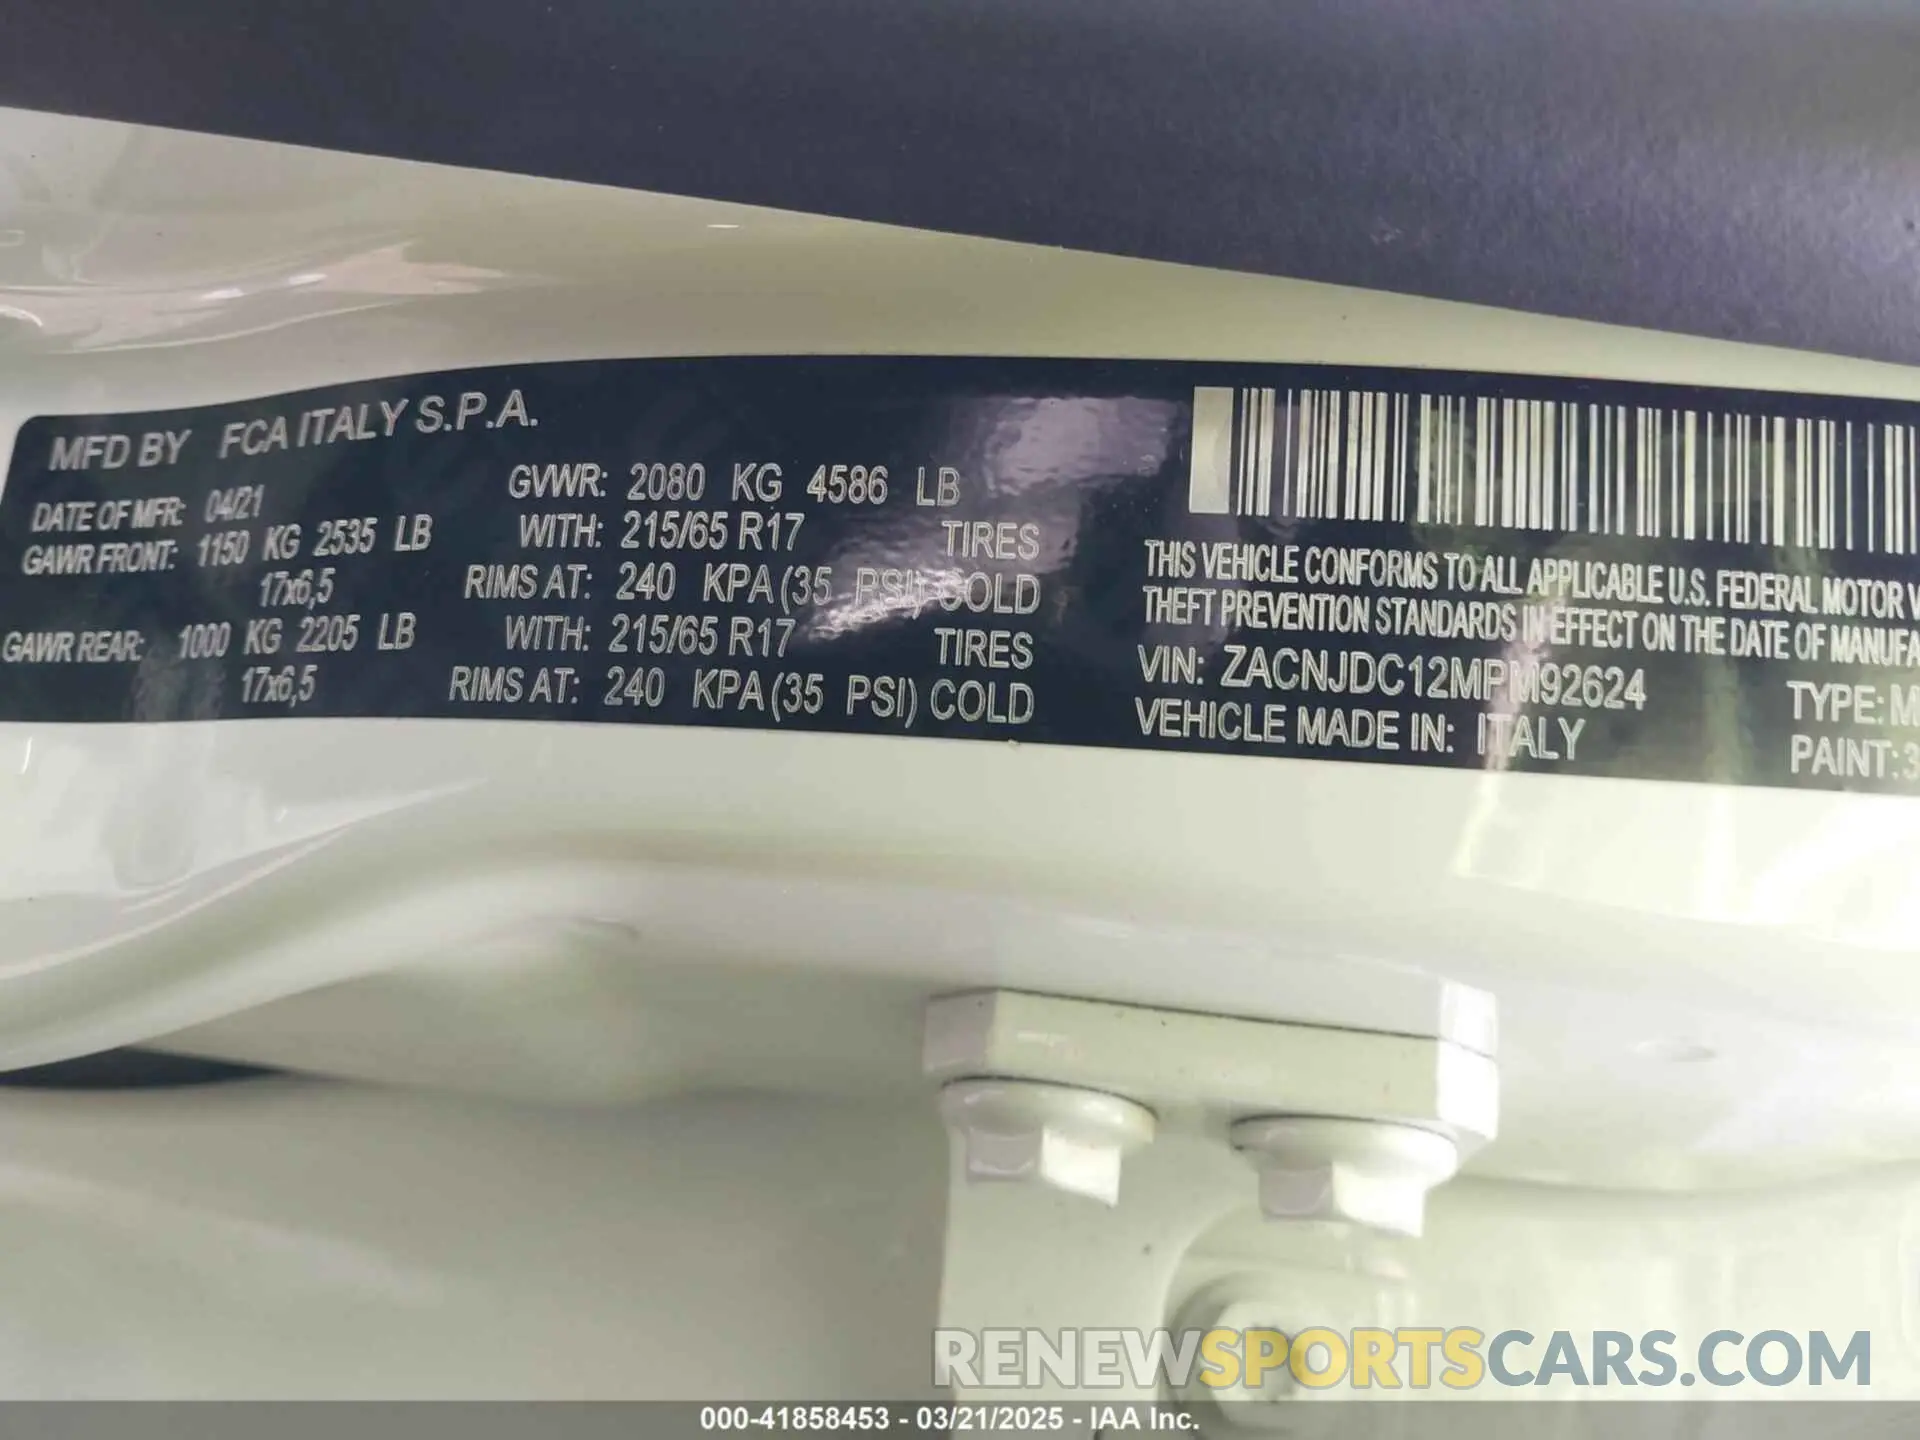 MFD BY FCA ITALY S.P.A.
DATE OF MFR: 04/21
GVWR: 2080 KG 4586 LB
GAWR FRONT: 1150 KG 2535 LB WITH: 215/65 R17 TIRES
17x6,5 RIMS AT: 240 KPA (35 PSI) COLD
GAWR REAR: 1000 KG 2205 LB WITH: 215/65 R17 TIRES
17x6,5 RIMS AT: 240 KPA (35 PSI) COLD
THIS VEHICLE CONFORMS TO ALL APPLICABLE U.S. FEDERAL MOTOR V
THEFT PREVENTION STANDARDS IN EFFECT ON THE DATE OF MANUFA
VIN: ZACNJDC12MPM92624
TYPE: M
VEHICLE MADE IN: ITALY
PAINT: 3
RENEWSPORTSCARS.COM
000-41858453 - 03/21/2025 - IAA Inc.